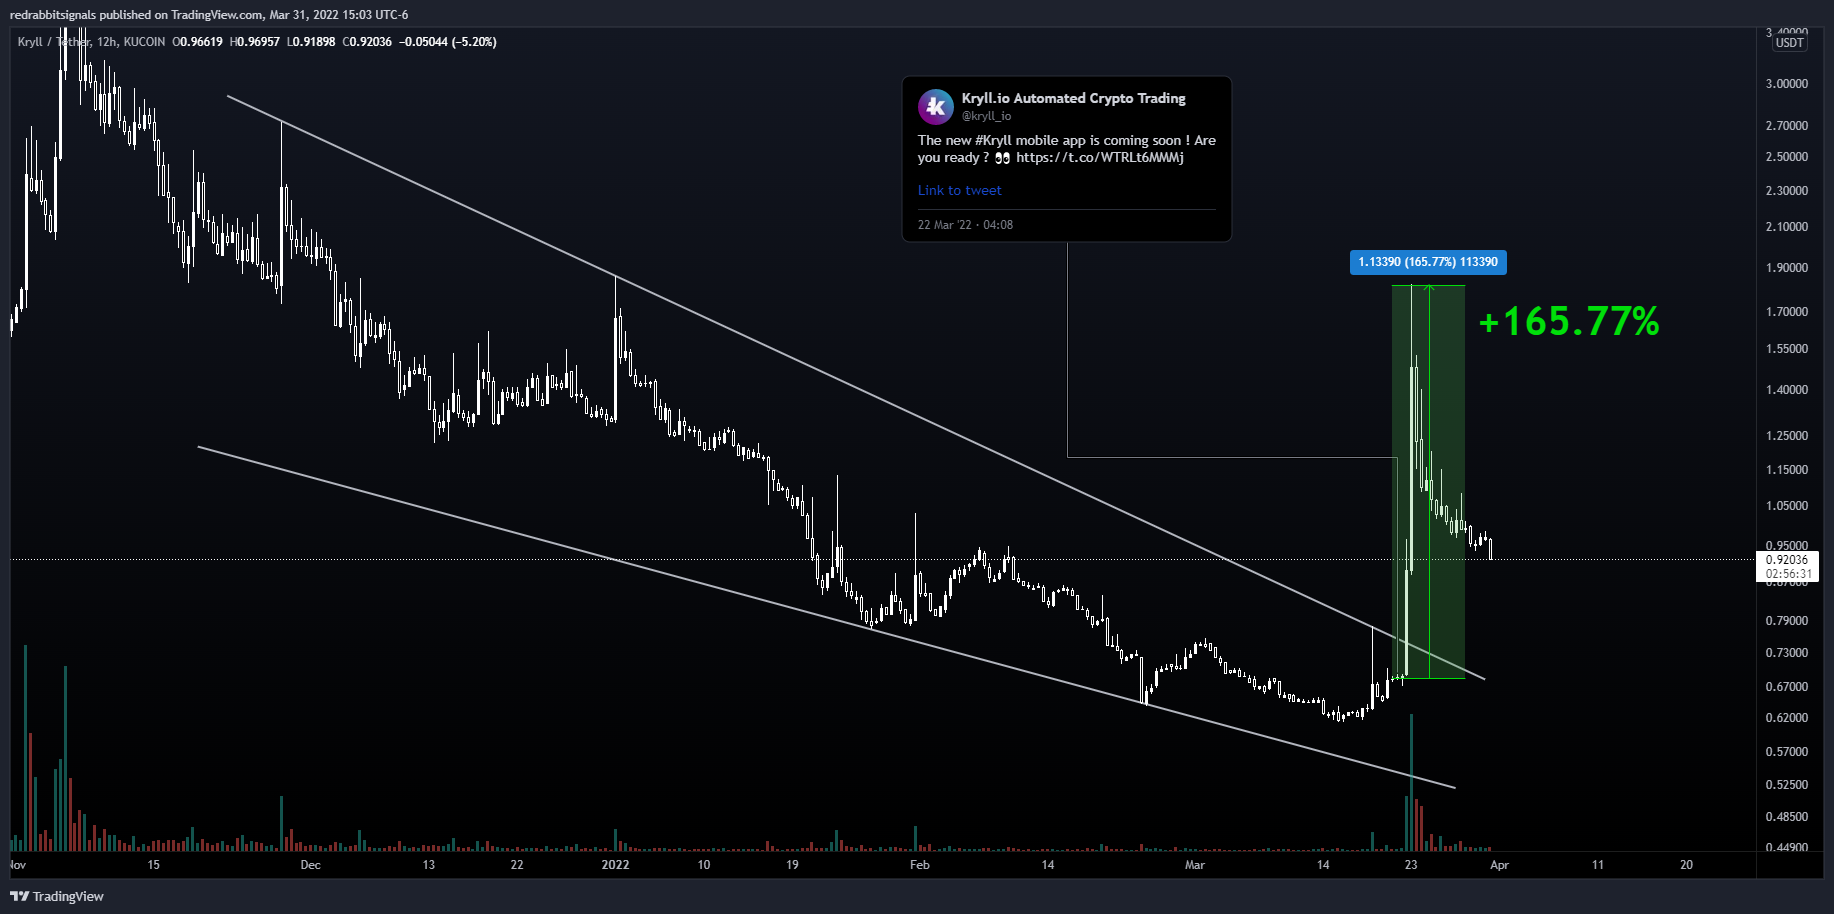 redrabbitsignals published on TradingView.com, Mar 31, 2022 15:03 UTC-6
Kryll / Tether, 12h, KUCOIN O0.96619 H0.96957 L0.91898 C0.92036 −0.05044 (−5.20%)
3.40000
USDT
3.00000
2.70000
2.50000
2.30000
2.10000
1.90000
1.70000
1.55000
1.40000
1.25000
1.15000
1.05000
0.95000
0.92036
02:56:31
0.87000
0.79000
0.73000
0.67000
0.62000
0.57000
0.52500
0.48500
0.44900
Kryll.io Automated Crypto Trading
@kryll_io
The new #Kryll mobile app is coming soon ! Are
you ready ? 👀 https://t.co/WTRLt6MMMj
Link to tweet
22 Mar '22 · 04:08
1.13390 (165.77%) 113390
+165.77%
Nov 15 Dec 13 22 2022 10 19 Feb 14 Mar 14 23 Apr 11 20
TradingView